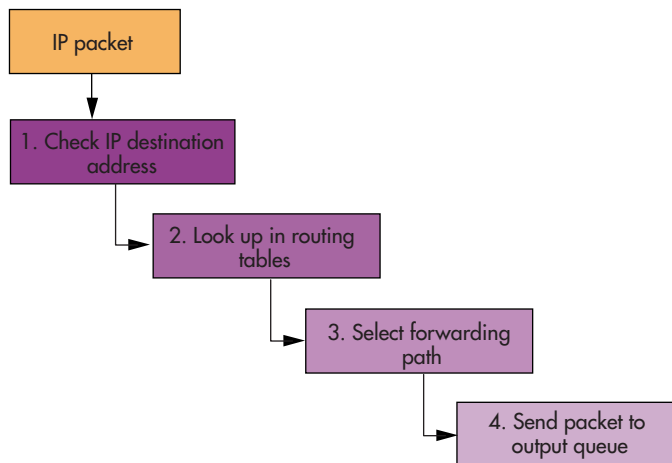 IP packet
1. Check IP destination
address
2. Look up in routing
tables
3. Select forwarding
path
4. Send packet to
output queue